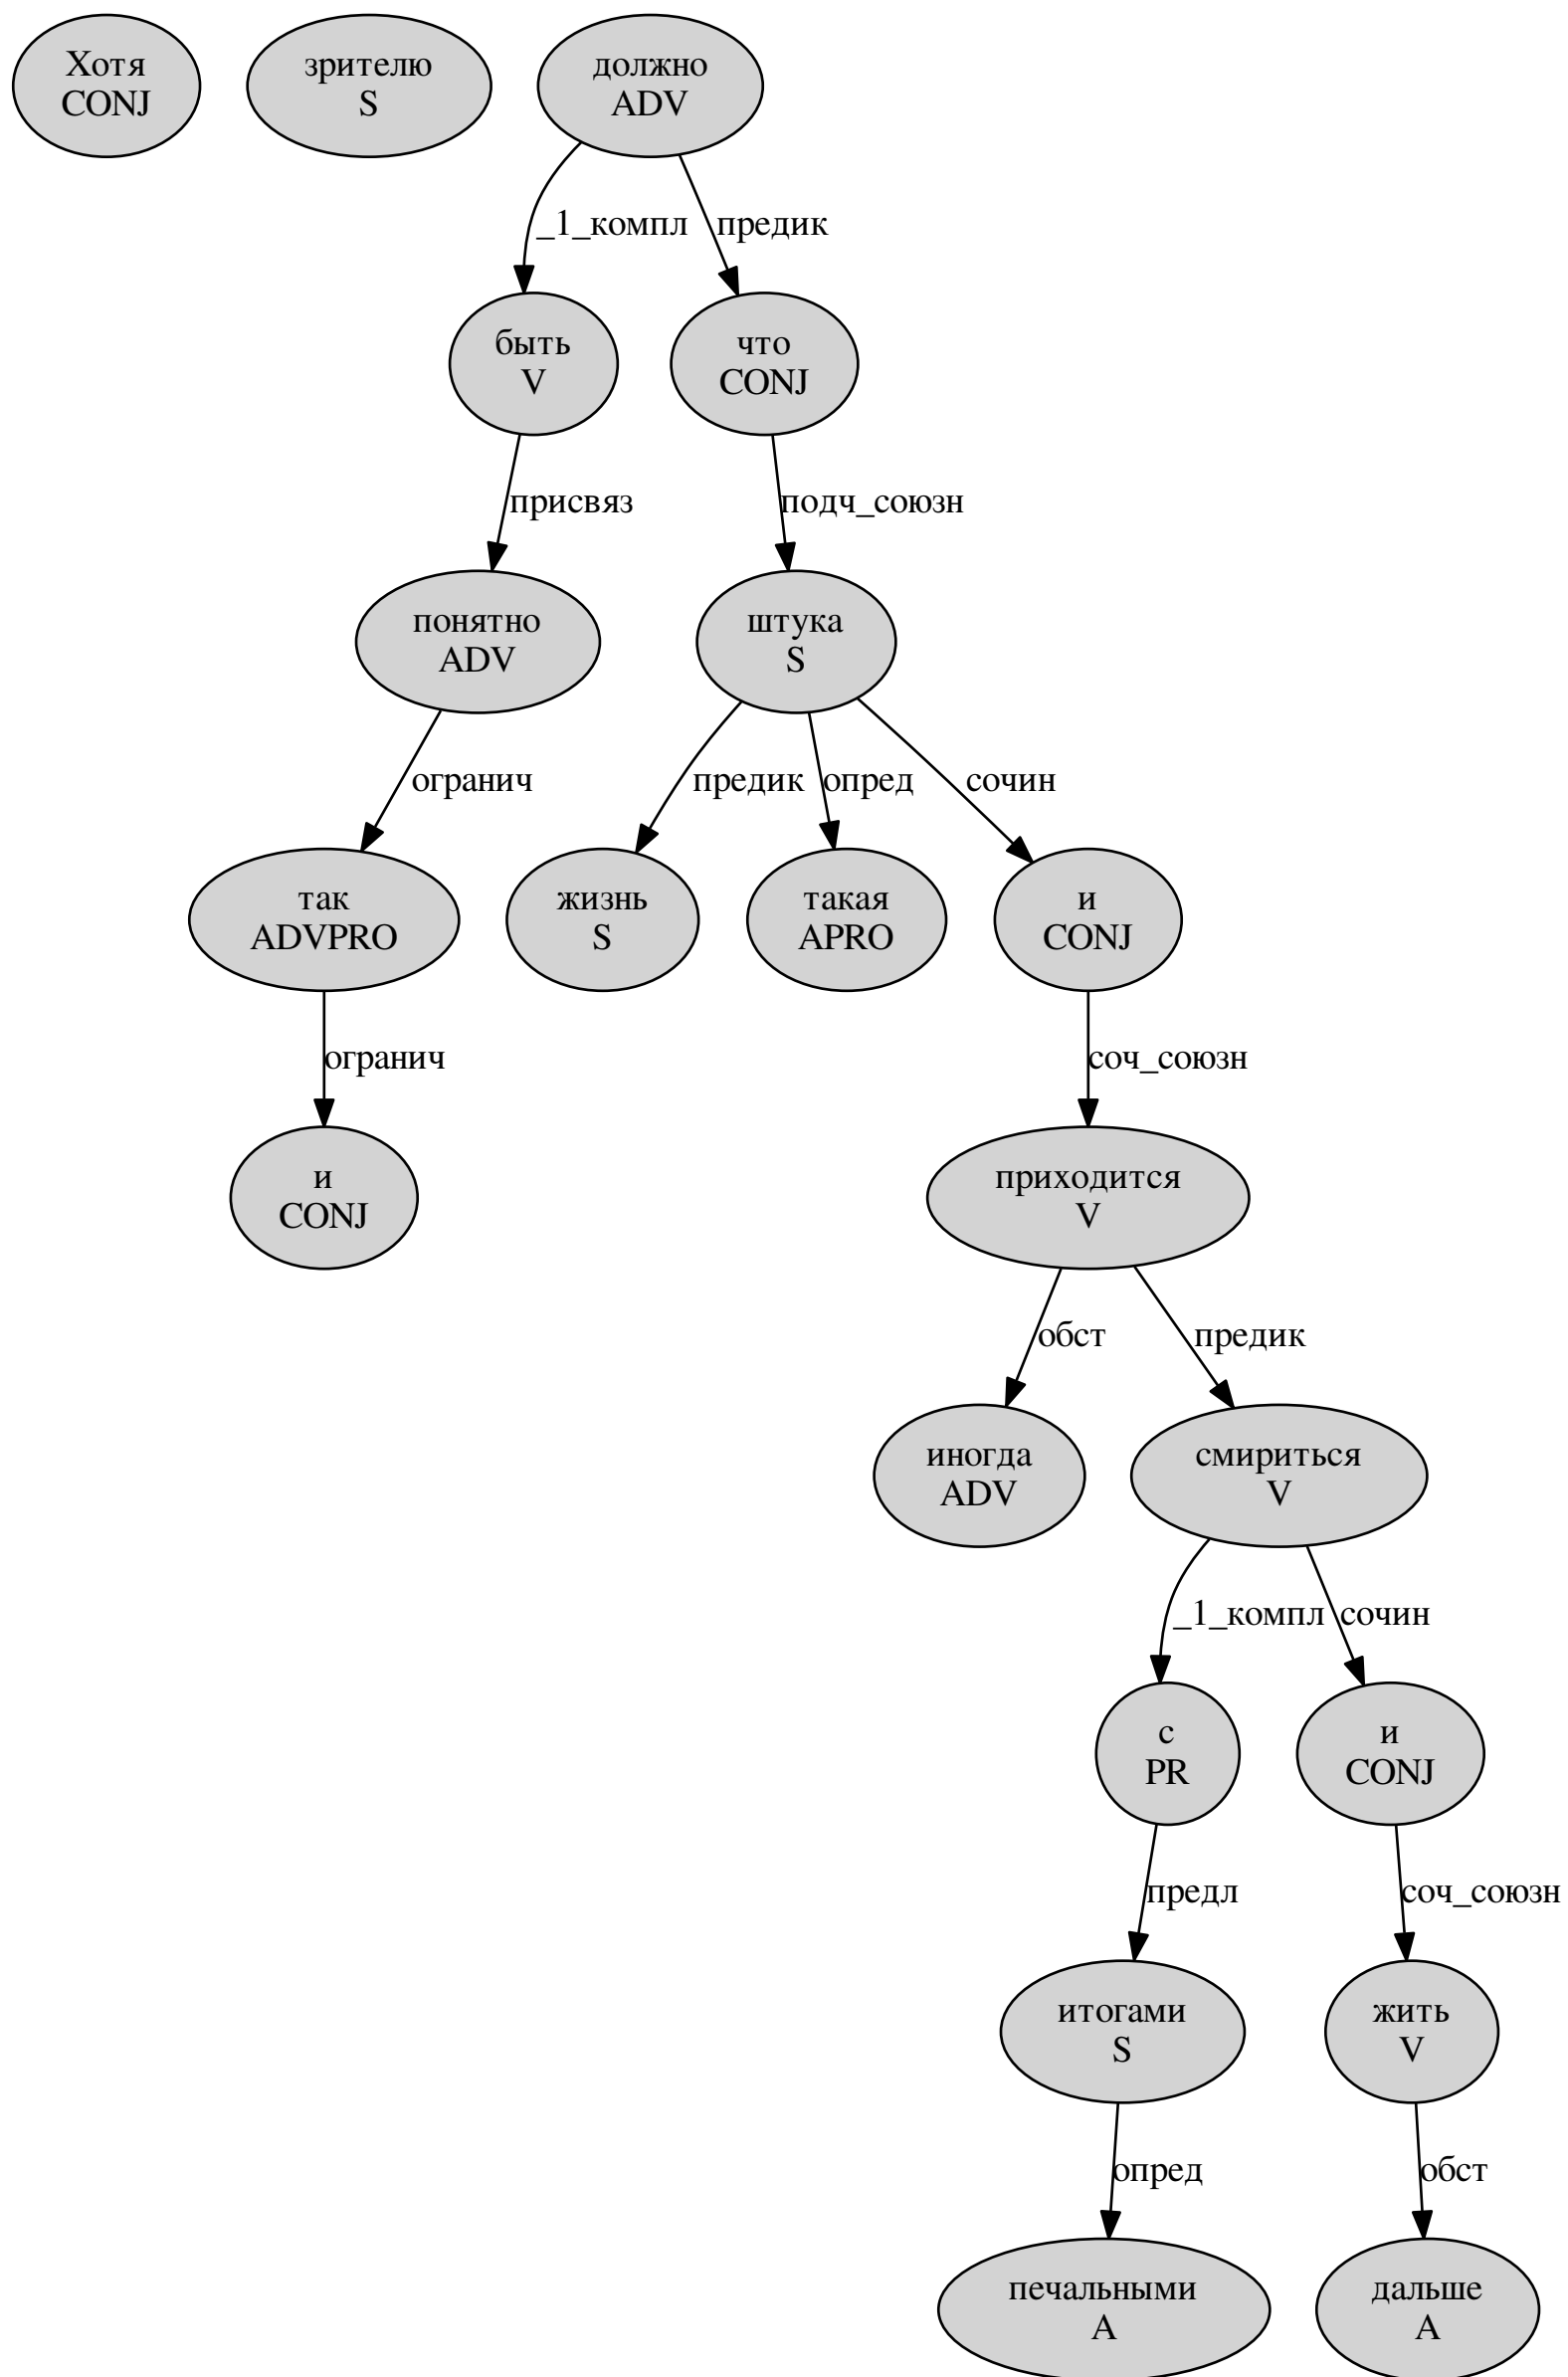 Хотя
CONJ
зрителю
S
должно
ADV
_1_компл
предик
быть
V
что
CONJ
присвяз
подч_союзн
понятно
ADV
штука
S
огранич
предик
опред
сочин
так
ADVPRO
жизнь
S
такая
APRO
и
CONJ
огранич
соч_союзн
и
CONJ
приходится
V
обст
предик
иногда
ADV
смириться
V
_1_компл
сочин
с
PR
и
CONJ
предл
соч_союзн
итогами
S
жить
V
опред
обст
печальными
A
дальше
A